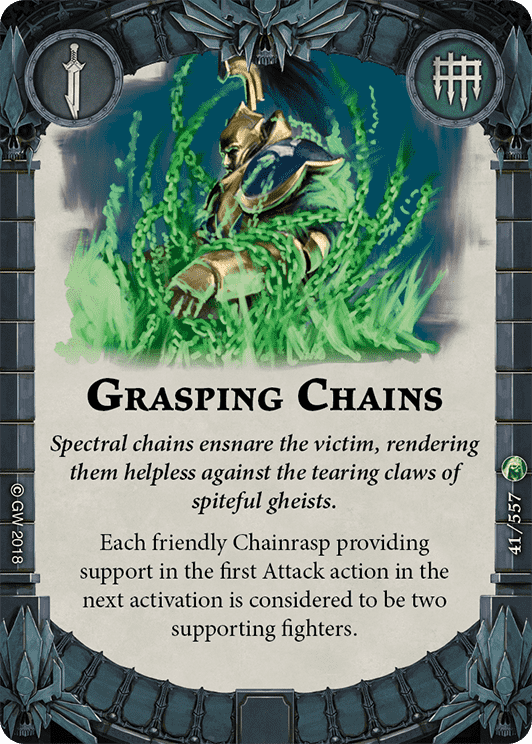 GRASPING CHAINS
Spectral chains ensnare the victim, rendering
them helpless against the tearing claws of
spiteful gheists.
Each friendly Chainrasp providing
support in the first Attack action in the
next activation is considered to be two
supporting fighters.
© GW 2018
41/557